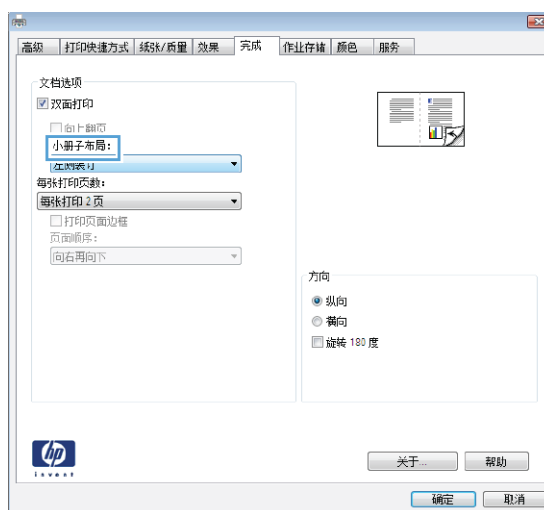 高级 打印快捷方式 纸张/质量 效果 完成 作业存储 颜色 服务
文档选项
双面打印
向上翻页
小册子布局:
左侧装订
每张打印页数:
每张打印 2 页
打印页面边框
页面顺序:
向右再向下
方向
纵向
横向
旋转 180 度
hp
invent
关于...
帮助
确定
取消